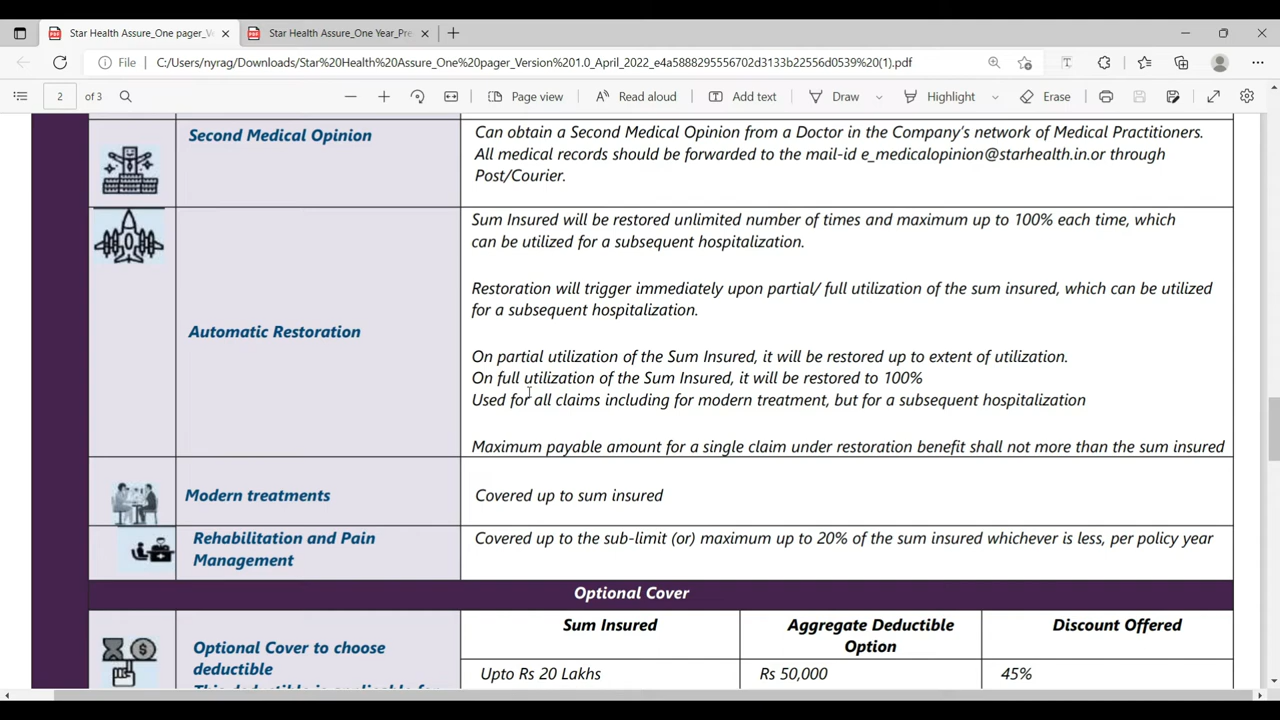 Star Health Assure_One pager_V
Star Health Assure_One Year_Pre
File
C:/Users/nyrag/Downloads/Star%20Health%20Assure_One%20pager_Version%201.0_April_2022_e4a5888295556702d3133b22556d0539%20(1).pdf
2 of 3
Page view
Read aloud
Add text
Draw
Highlight
Erase
Second Medical Opinion
Can obtain a Second Medical Opinion from a Doctor in the Company's network of Medical Practitioners.
All medical records should be forwarded to the mail-id e_medicalopinion@starhealth.in.or through
Post/Courier.
Automatic Restoration
Sum Insured will be restored unlimited number of times and maximum up to 100% each time, which
can be utilized for a subsequent hospitalization.
Restoration will trigger immediately upon partial/ full utilization of the sum insured, which can be utilized
for a subsequent hospitalization.
On partial utilization of the Sum Insured, it will be restored up to extent of utilization.
On full utilization of the Sum Insured, it will be restored to 100%
Used for all claims including for modern treatment, but for a subsequent hospitalization
Maximum payable amount for a single claim under restoration benefit shall not more than the sum insured
Modern treatments
Covered up to sum insured
Rehabilitation and Pain
Management
Covered up to the sub-limit (or) maximum up to 20% of the sum insured whichever is less, per policy year
Optional Cover
Optional Cover to choose
deductible
Sum Insured
Aggregate Deductible
Option
Discount Offered
Upto Rs 20 Lakhs
Rs 50,000
45%